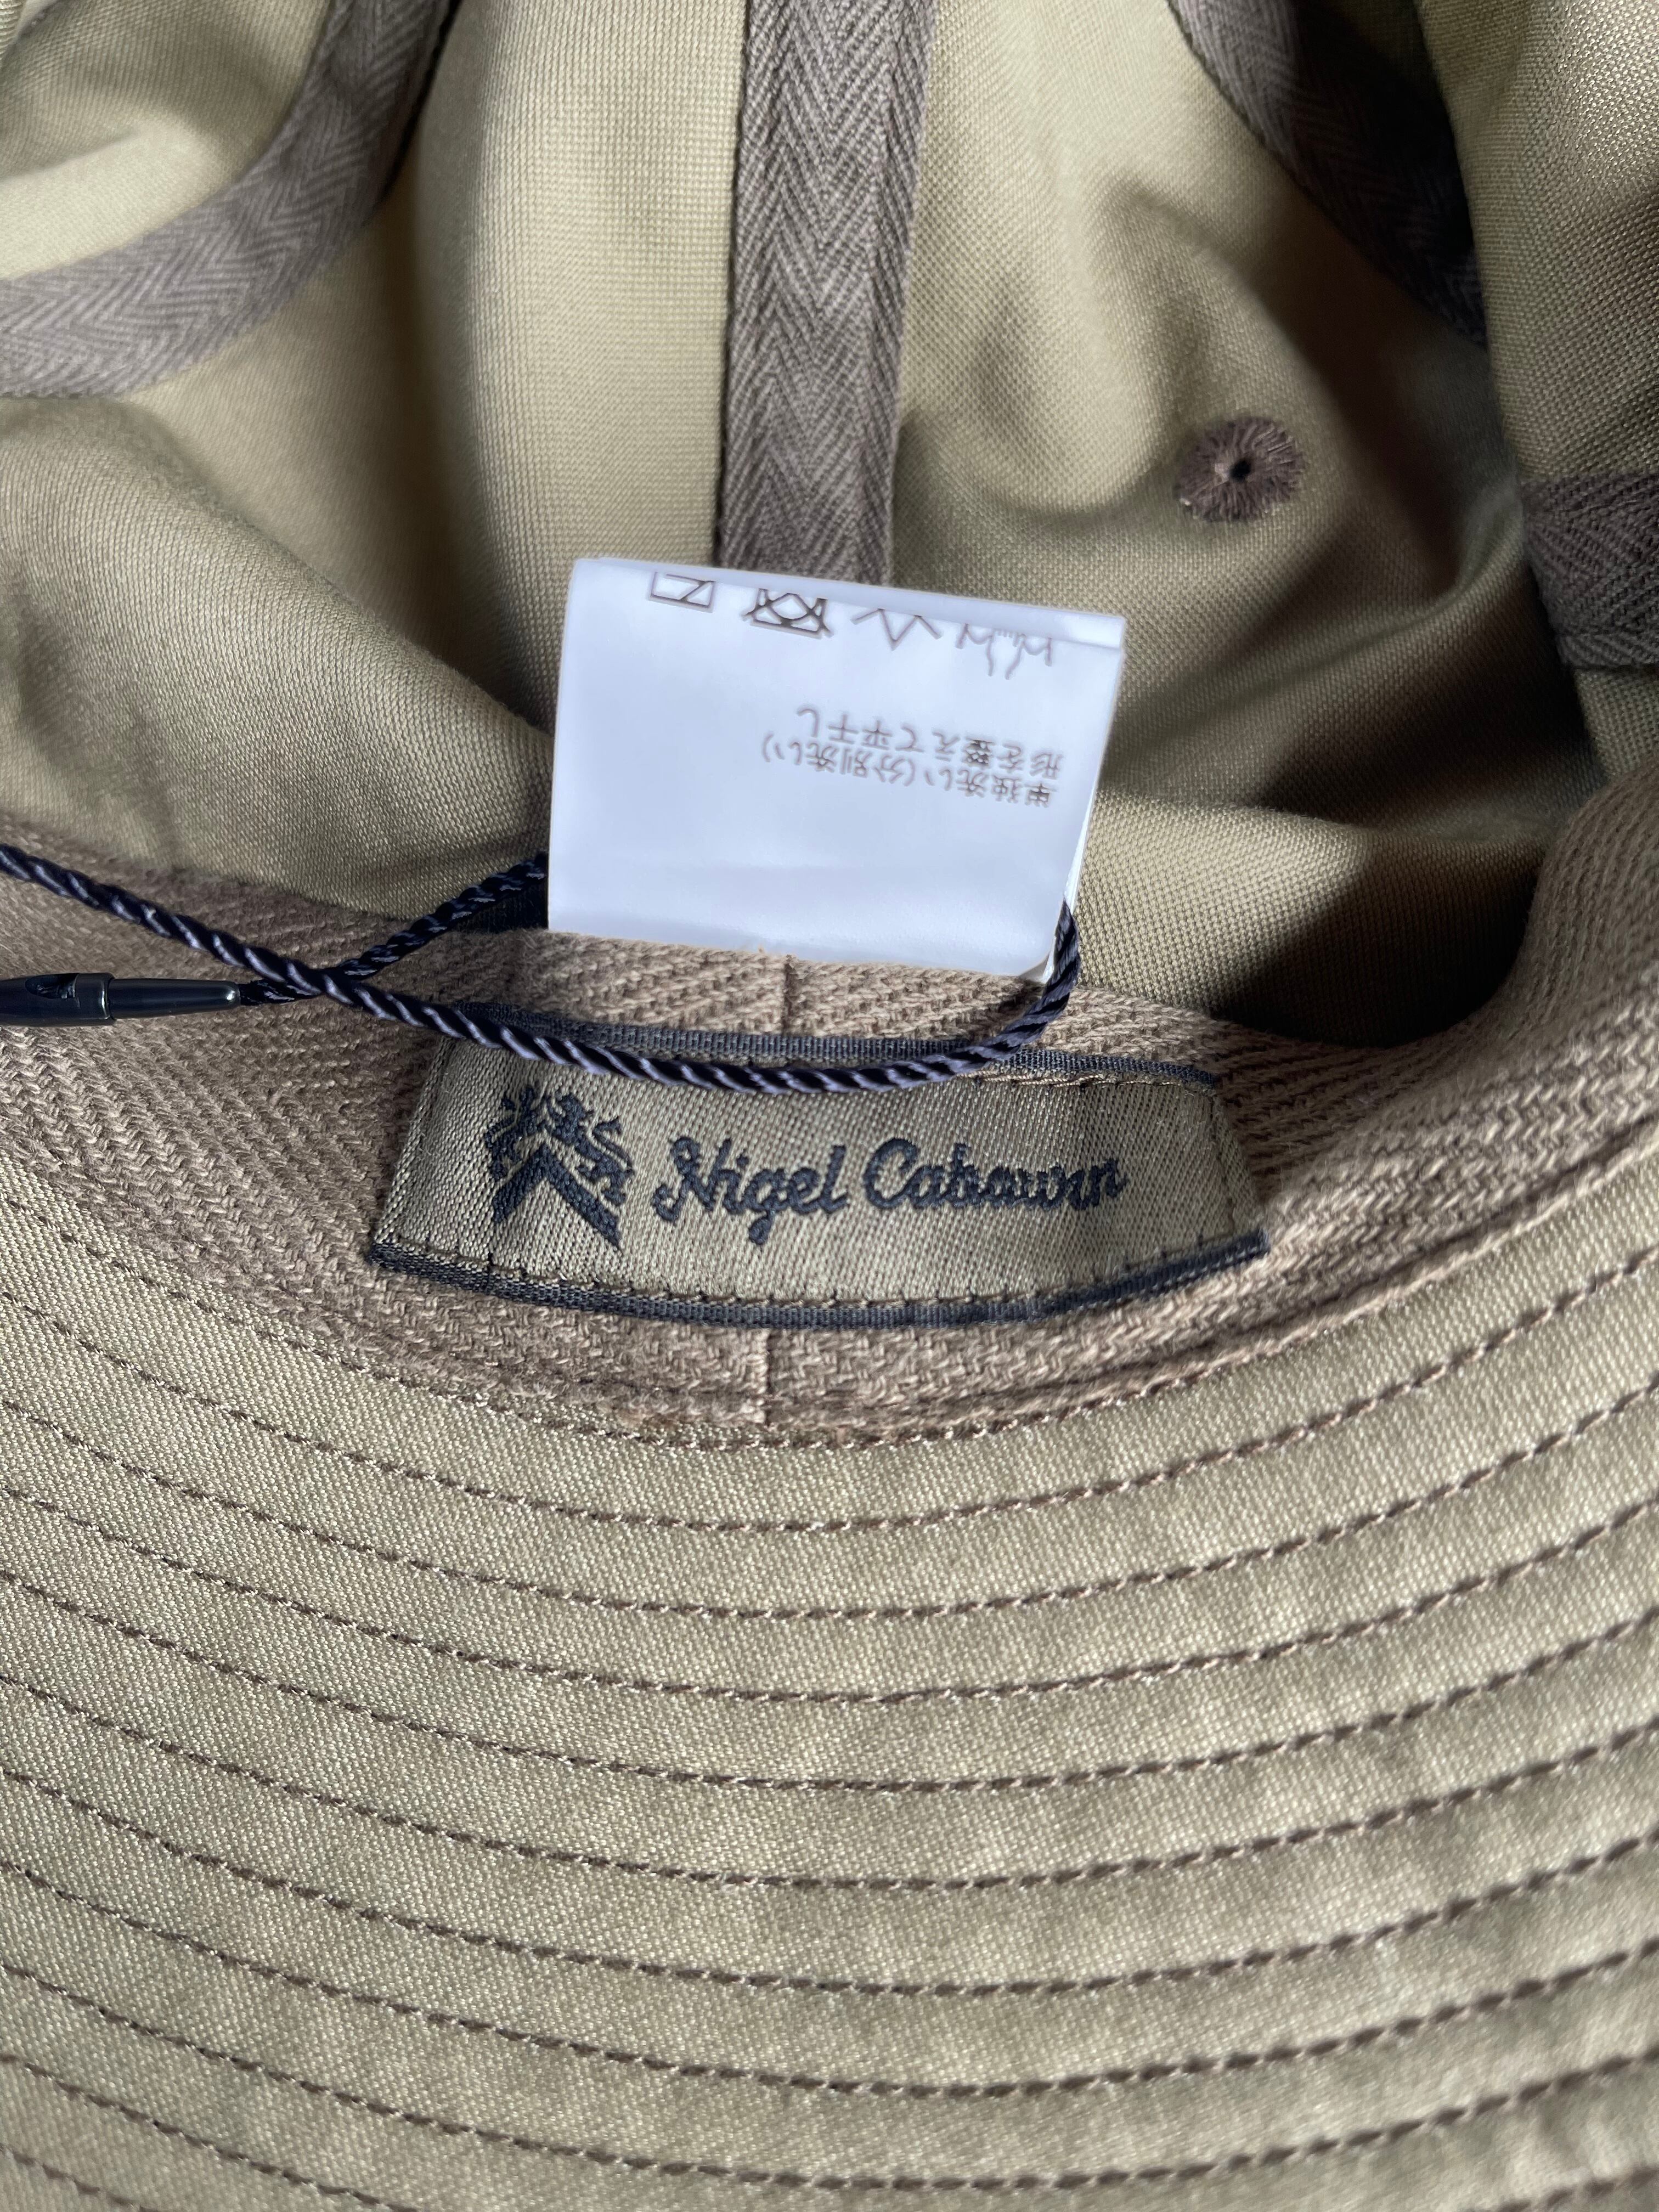 単独洗い(分別洗い)
形を整えて平干し
Nigel Cabourn